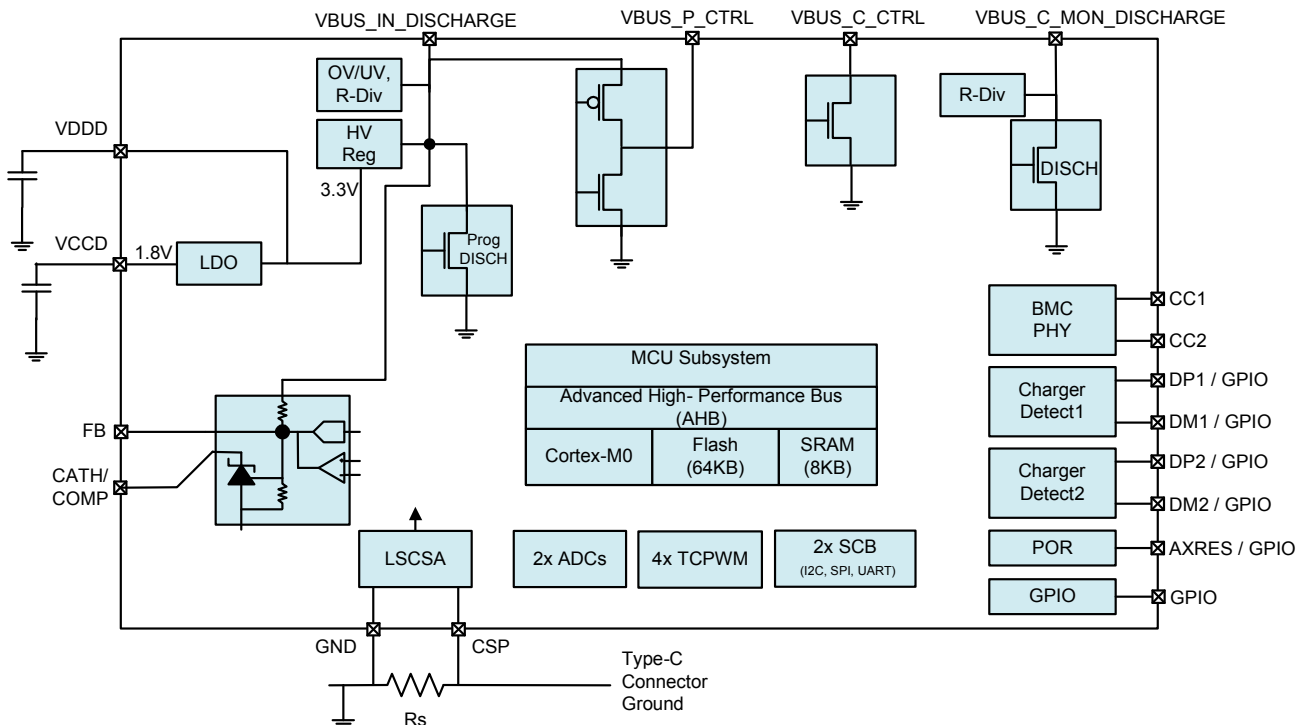 VBUS_IN_DISCHARGE
VBUS_P_CTRL
VBUS_C_CTRL
VBUS_C_MON_DISCHARGE
OV/UV,
R-Div
R-Div
VDDD
HV
Reg
DISCH
3.3V
VCCD
1.8V
LDO
Prog
DISCH
BMC
PHY
CC1
CC2
MCU Subsystem
Advanced High- Performance Bus
(AHB)
Cortex-M0
Flash
(64KB)
SRAM
(8KB)
Charger
Detect1
DP1 / GPIO
DM1 / GPIO
FB
CATH/
COMP
Charger
Detect2
DP2 / GPIO
DM2 / GPIO
LSCSA
2x ADCs
4x TCPWM
2x SCB
(I2C, SPI, UART)
POR
AXRES / GPIO
GPIO
GPIO
GND
CSP
Type-C
Connector
Ground
Rs